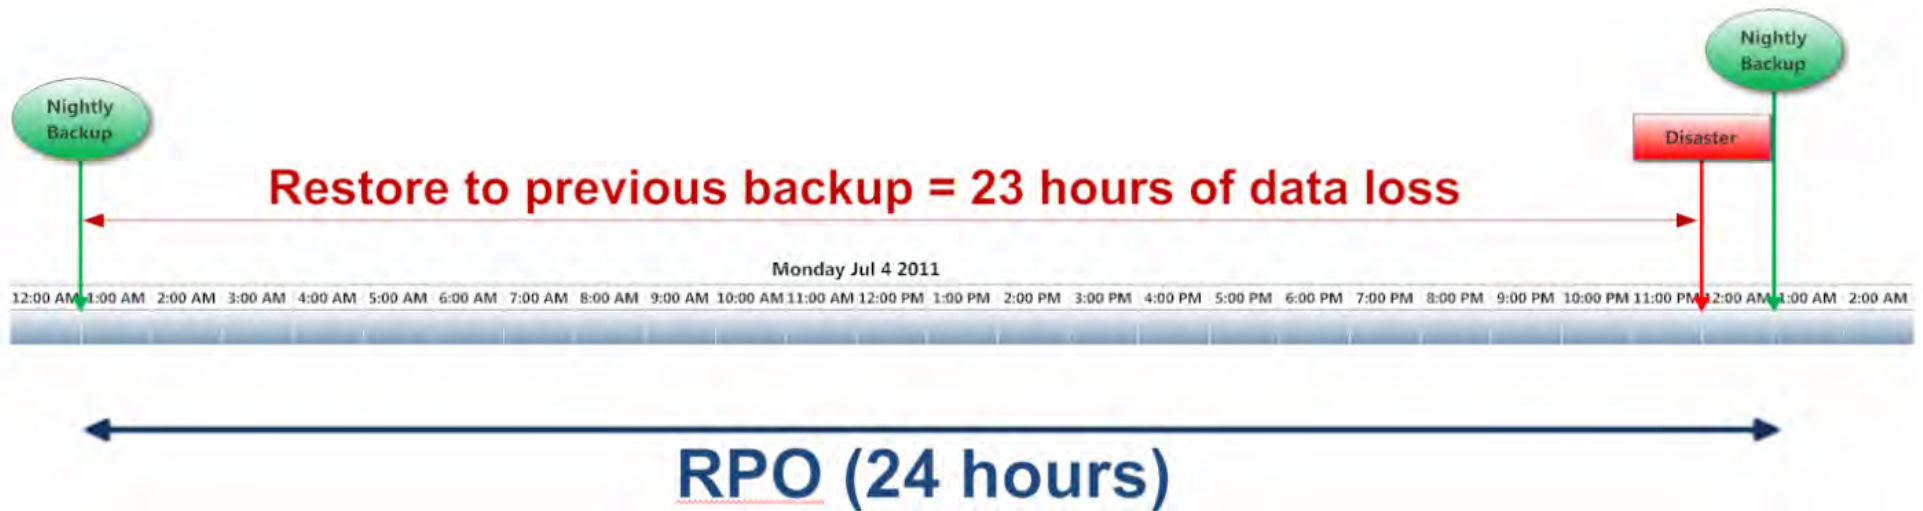 Nightly
Backup
Nightly
Backup
Disaster
Restore to previous backup = 23 hours of data loss
Monday Jul 4 2011
12:00 AM 1:00 AM 2:00 AM 3:00 AM 4:00 AM 5:00 AM 6:00 AM 7:00 AM 8:00 AM 9:00 AM 10:00 AM 11:00 AM 12:00 PM 1:00 PM 2:00 PM 3:00 PM 4:00 PM 5:00 PM 6:00 PM 7:00 PM 8:00 PM 9:00 PM 10:00 PM 11:00 PM 12:00 AM 1:00 AM 2:00 AM
RPO (24 hours)